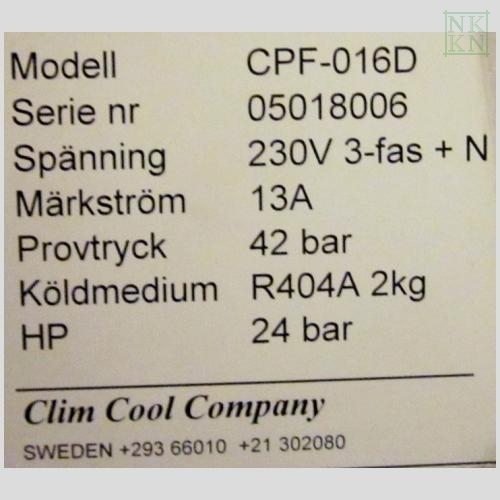 NK
KN
Modell CPF-016D
Serie nr 05018006
Spänning 230V 3-fas + N
Märkström 13A
Provtryck 42 bar
Köldmedium R404A 2kg
HP 24 bar
Clim Cool Company
SWEDEN +293 66010 +21 302080